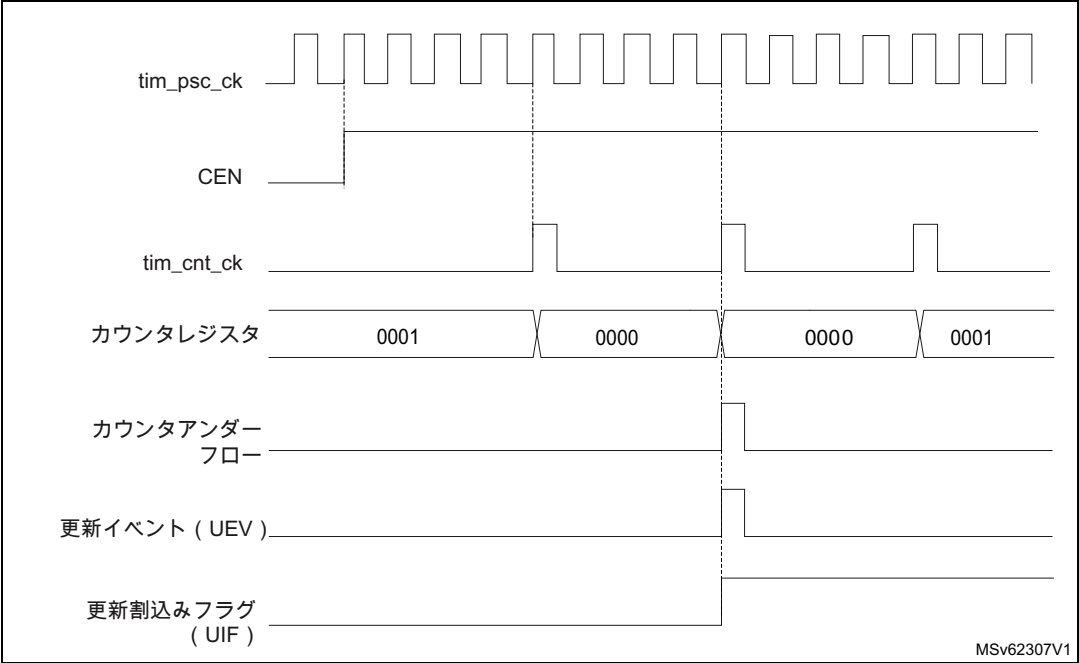 tim_psc_ck
CEN
tim_cnt_ck
カウンタレジスタ
0001
0000
0000
0001
カウンタアンダー
フロー
更新イベント ( UEV )
更新割込みフラグ
( UIF )
MSv62307V1